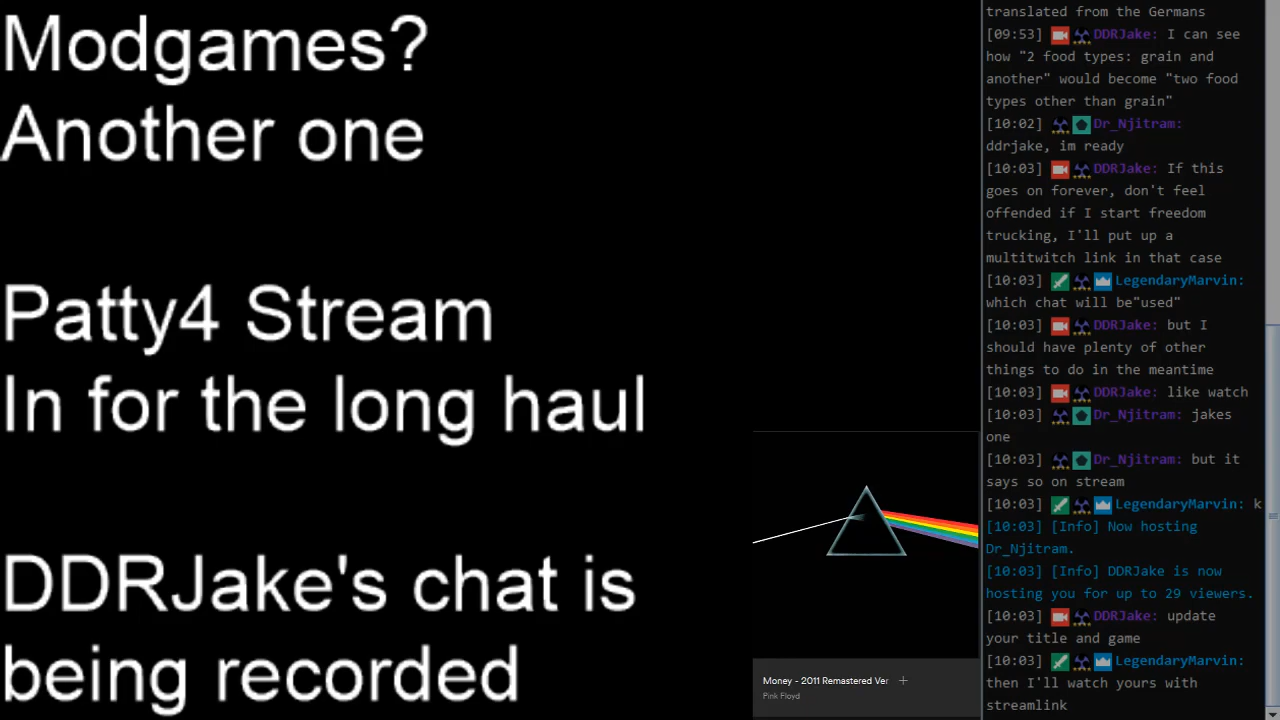 Modgames?
Another one
Patty4 Stream
In for the long haul
DDRJake's chat is
being recorded
Money - 2011 Remastered Ver
Pink Floyd
translated from the Germans
[09:53] DDRJake: I can see
how "2 food types: grain and
another" would become "two food
types other than grain"
[10:02] Dr_Njitram:
ddrjake, im ready
[10:03] DDRJake: If this
goes on forever, don't feel
offended if I start freedom
trucking, I'll put up a
multitwitch link in that case
[10:03] LegendaryMarvin:
which chat will be"used"
[10:03] DDRJake: but I
should have plenty of other
things to do in the meantime
[10:03] DDRJake: like watch
[10:03] Dr_Njitram: jakes
one
[10:03] Dr_Njitram: but it
says so on stream
[10:03] LegendaryMarvin: k
[10:03] [Info] Now hosting
Dr_Njitram.
[10:03] [Info] DDRJake is now
hosting you for up to 29 viewers.
[10:03] DDRJake: update
your title and game
[10:03] LegendaryMarvin:
then I'll watch yours with
streamlink